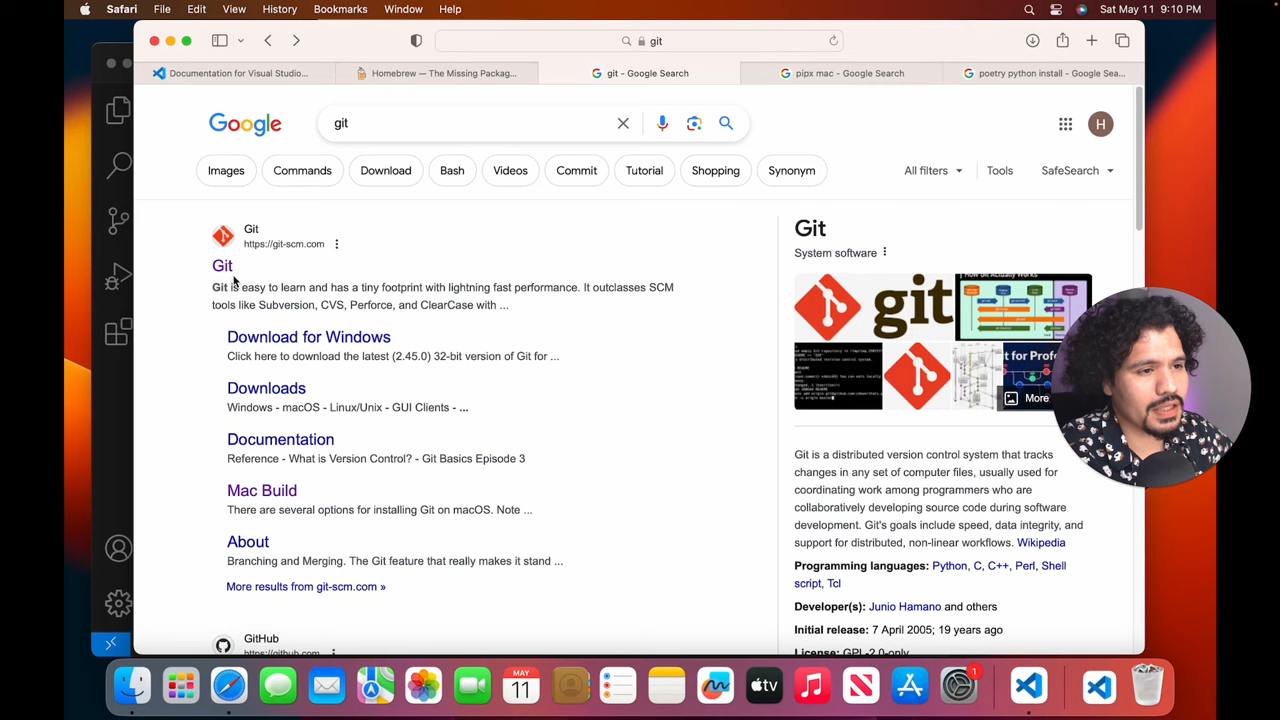 Safari File Edit View History Bookmarks Window Help Sat May 11 9:10 PM
git
Documentation for Visual Studio... Homebrew — The Missing Packag... git - Google Search pipx mac - Google Search poetry python install - Google Sea...
Google git H
Images Commands Download Bash Videos Commit Tutorial Shopping Synonym All filters Tools SafeSearch
Git
https://git-scm.com
Git
Git is easy to learn and has a tiny footprint with lightning fast performance. It outclasses SCM
tools like Subversion, CVS, Perforce, and ClearCase with ...
Download for Windows
Click here to download the latest (2.45.0) 32-bit version of Git for ...
Downloads
Windows - macOS - Linux/Unix - GUI Clients - ...
Documentation
Reference - What is Version Control? - Git Basics Episode 3
Mac Build
There are several options for installing Git on macOS. Note ...
About
Branching and Merging. The Git feature that really makes it stand ...
More results from git-scm.com »
GitHub
https://github.com
Git
System software
git
More
Git is a distributed version control system that tracks
changes in any set of computer files, usually used for
coordinating work among programmers who are
collaboratively developing source code during software
development. Git's goals include speed, data integrity, and
support for distributed, non-linear workflows. Wikipedia
Programming languages: Python, C, C++, Perl, Shell
script, Tcl
Developer(s): Junio Hamano and others
Initial release: 7 April 2005; 19 years ago
License: GPL-2.0-only
MAY
11
tv
1